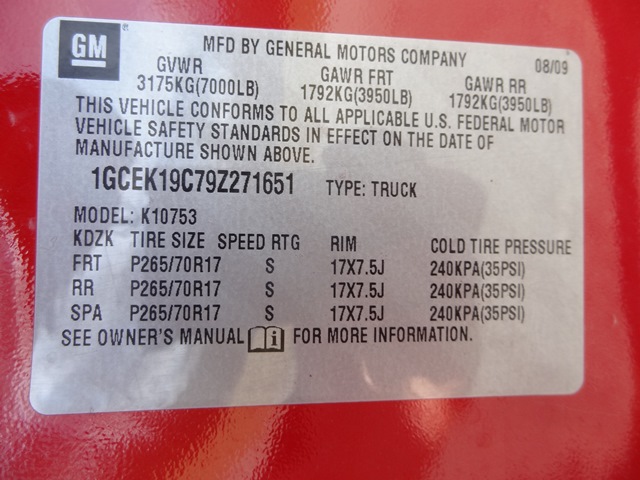 GM
MFD BY GENERAL MOTORS COMPANY 08/09
GVWR GAWR FRT GAWR RR
3175KG(7000LB) 1792KG(3950LB) 1792KG(3950LB)
THIS VEHICLE CONFORMS TO ALL APPLICABLE U.S. FEDERAL MOTOR
VEHICLE SAFETY STANDARDS IN EFFECT ON THE DATE OF
MANUFACTURE SHOWN ABOVE.
1GCEK19C79Z271651 TYPE: TRUCK
MODEL: K10753
KDZK TIRE SIZE SPEED RTG RIM COLD TIRE PRESSURE
FRT P265/70R17 S 17X7.5J 240KPA(35PSI)
RR P265/70R17 S 17X7.5J 240KPA(35PSI)
SPA P265/70R17 S 17X7.5J 240KPA(35PSI)
SEE OWNER'S MANUAL i FOR MORE INFORMATION.